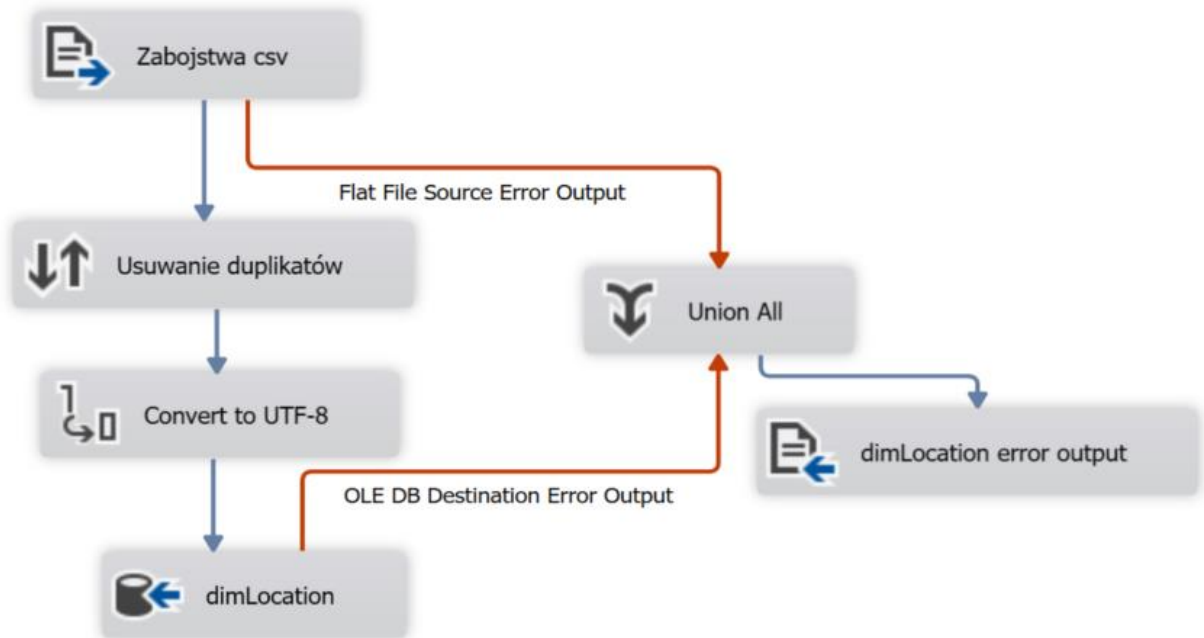 Zabojstwa csv
Flat File Source Error Output
Usuwanie duplikatów
Union All
Convert to UTF-8
dimLocation error output
OLE DB Destination Error Output
dimLocation